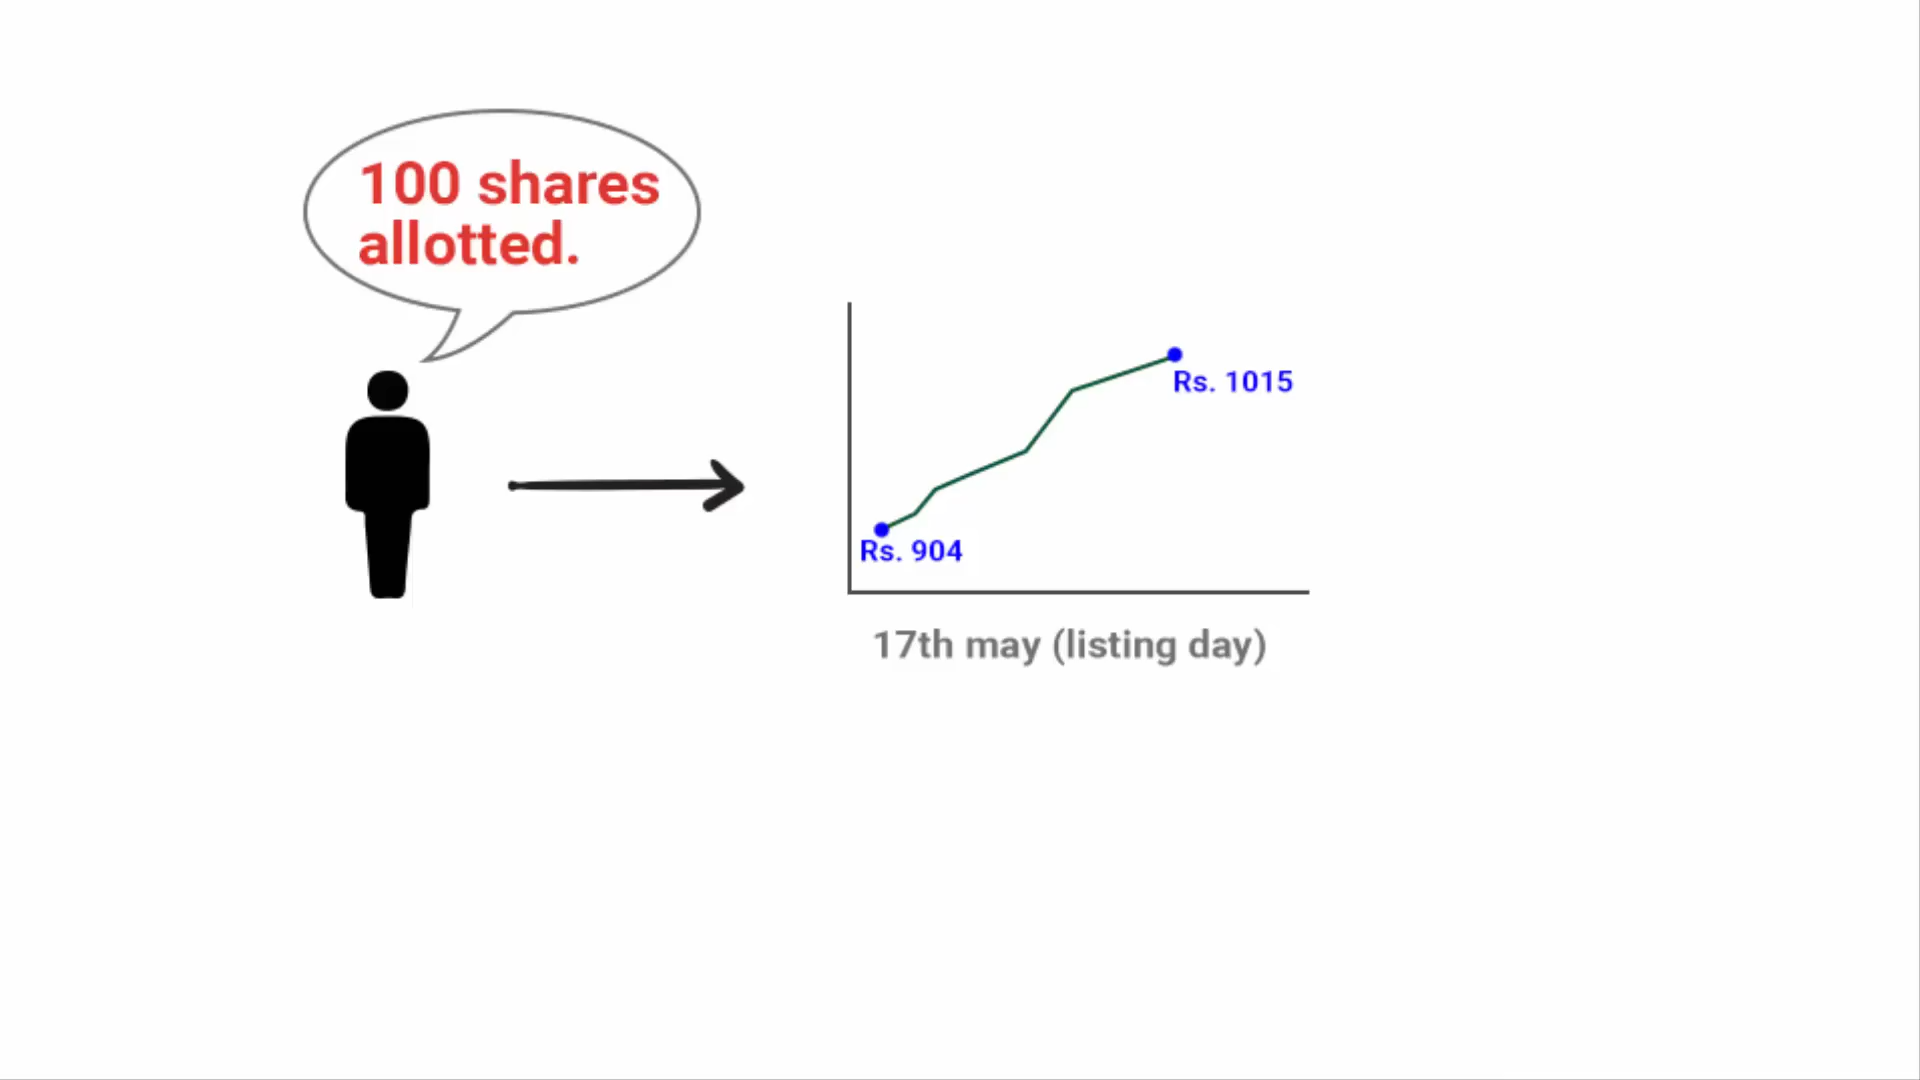 100 shares
allotted.
Rs. 1015
Rs. 904
17th may (listing day)